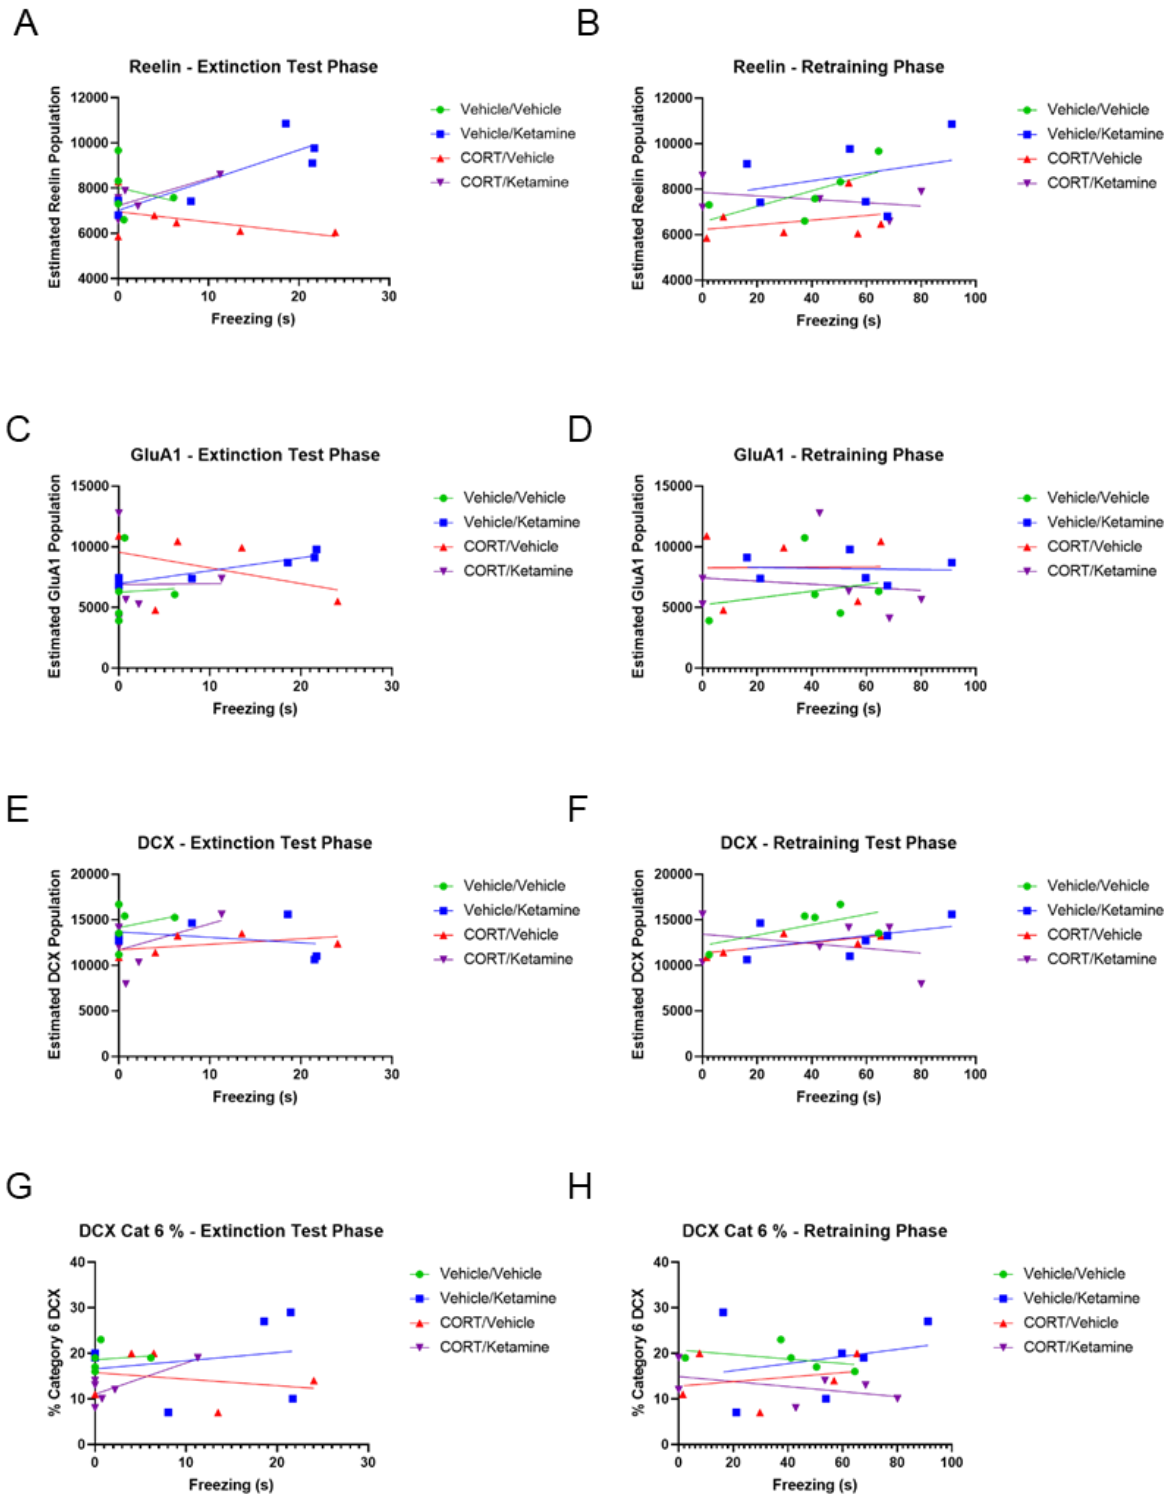 A
Reelin - Extinction Test Phase
Estimated Reelin Population
12000
10000
8000
6000
4000
0
10
20
30
Freezing (s)
Vehicle/Vehicle
Vehicle/Ketamine
CORT/Vehicle
CORT/Ketamine
B
Reelin - Retraining Phase
Estimated Reelin Population
12000
10000
8000
6000
4000
0
20
40
60
80
100
Freezing (s)
Vehicle/Vehicle
Vehicle/Ketamine
CORT/Vehicle
CORT/Ketamine
C
GluA1 - Extinction Test Phase
Estimated GluA1 Population
15000
10000
5000
0
0
10
20
30
Freezing (s)
Vehicle/Vehicle
Vehicle/Ketamine
CORT/Vehicle
CORT/Ketamine
D
GluA1 - Retraining Phase
Estimated GluA1 Population
15000
10000
5000
0
0
20
40
60
80
100
Freezing (s)
Vehicle/Vehicle
Vehicle/Ketamine
CORT/Vehicle
CORT/Ketamine
E
DCX - Extinction Test Phase
Estimated DCX Population
20000
15000
10000
5000
0
0
10
20
30
Freezing (s)
Vehicle/Vehicle
Vehicle/Ketamine
CORT/Vehicle
CORT/Ketamine
F
DCX - Retraining Test Phase
Estimated DCX Population
20000
15000
10000
5000
0
0
20
40
60
80
100
Freezing (s)
Vehicle/Vehicle
Vehicle/Ketamine
CORT/Vehicle
CORT/Ketamine
G
DCX Cat 6 % - Extinction Test Phase
% Category 6 DCX
40
30
20
10
0
0
10
20
30
Freezing (s)
Vehicle/Vehicle
Vehicle/Ketamine
CORT/Vehicle
CORT/Ketamine
H
DCX Cat 6 % - Retraining Phase
% Category 6 DCX
40
30
20
10
0
0
20
40
60
80
100
Freezing (s)
Vehicle/Vehicle
Vehicle/Ketamine
CORT/Vehicle
CORT/Ketamine